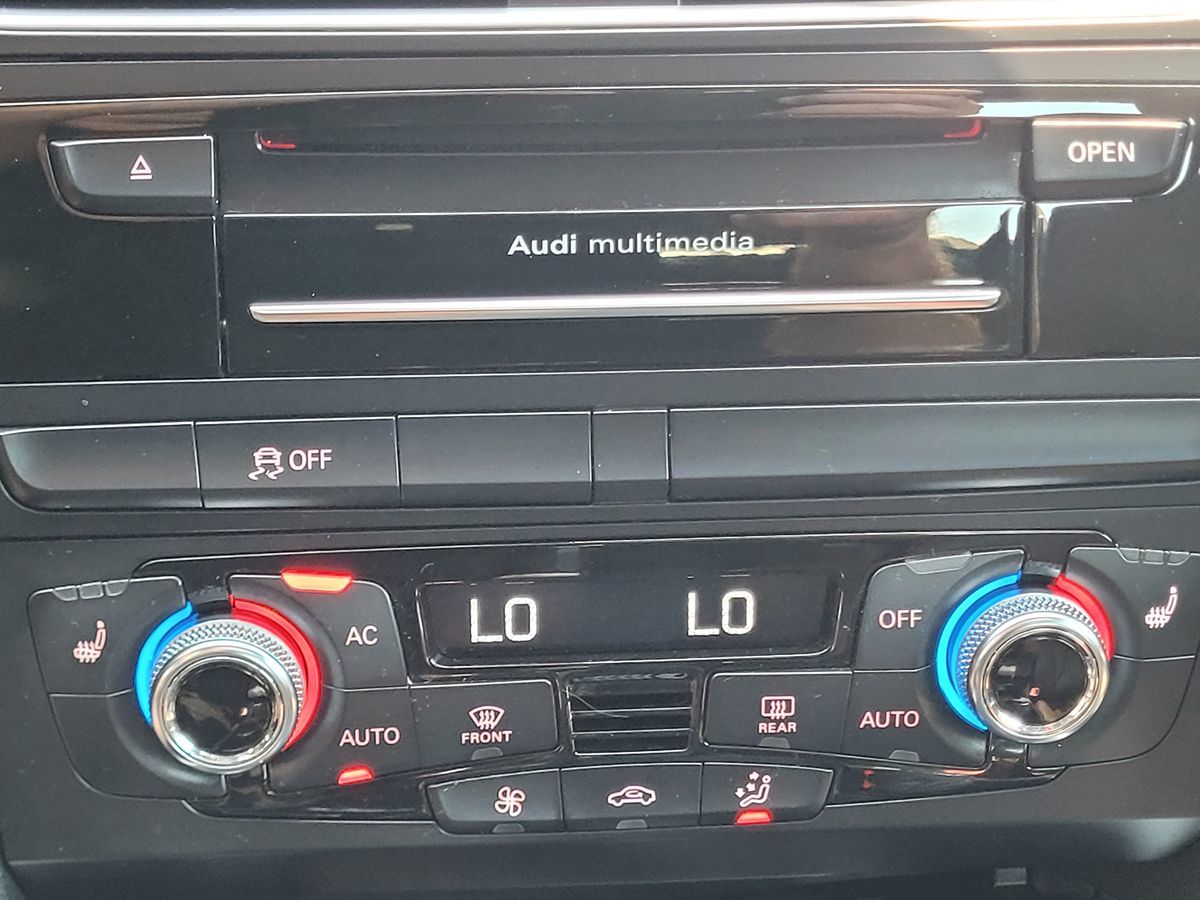 OPEN
Audi multimedia
OFF
LO LO
AC
OFF
AUTO
AUTO
FRONT
REAR